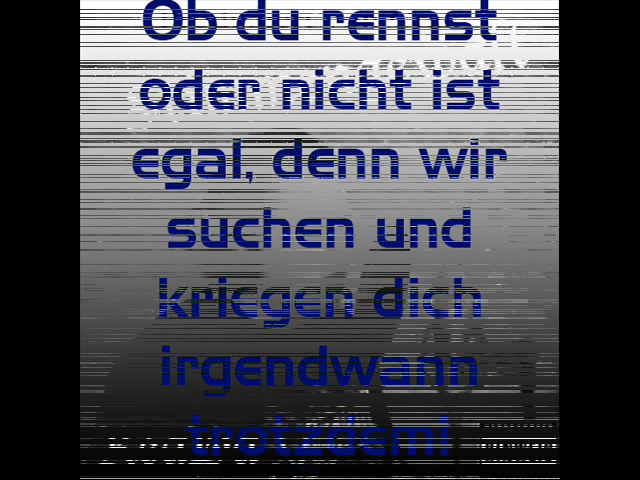 Ob du rennst
oder nicht ist
egal, denn wir
suchen und
kriegen dich
irgendwann
trotzdem!